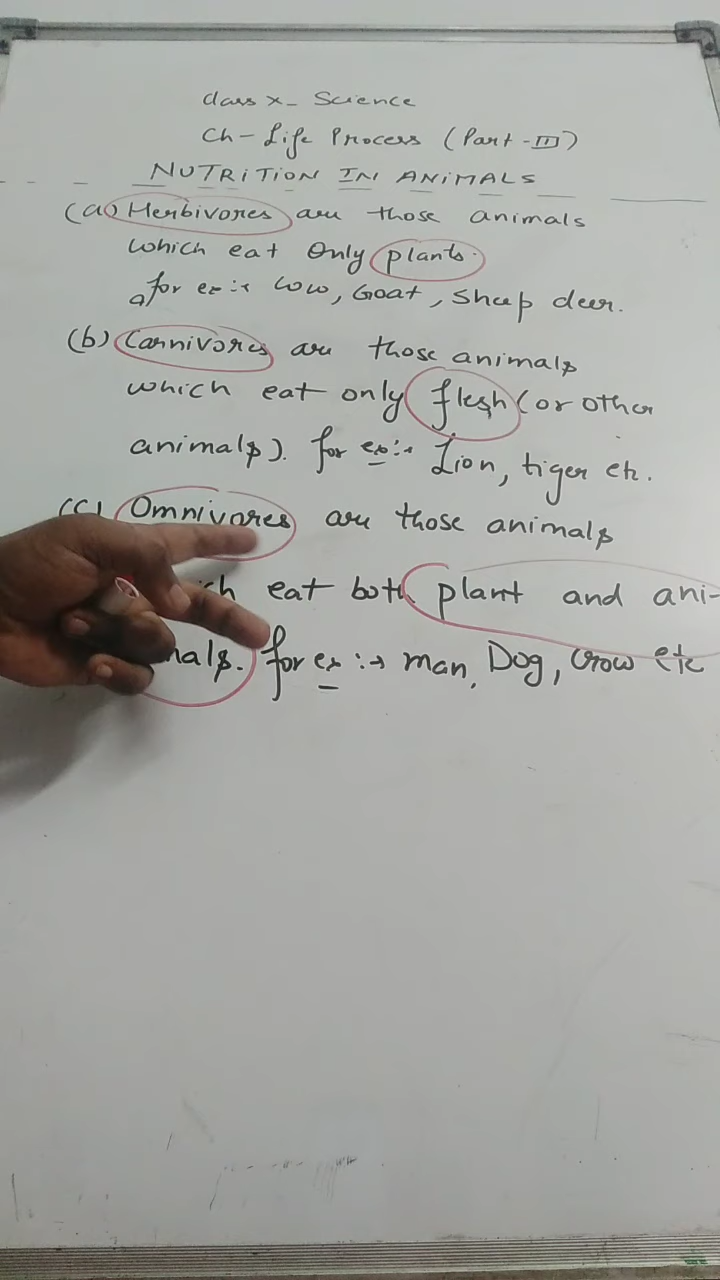 Class X - Science
Ch - Life Process (Part - III)
NUTRITION IN ANIMALS
(a) Herbivores are those animals
which eat only plants.
for ex :→ Cow, Goat, Sheep deer.
(b) Carnivores are those animals
which eat only flesh (or other
animals). for ex :→ Lion, tiger etc.
(c) Omnivores are those animals
eat both plant and ani-
mals. for ex :→ man, Dog, Crow etc